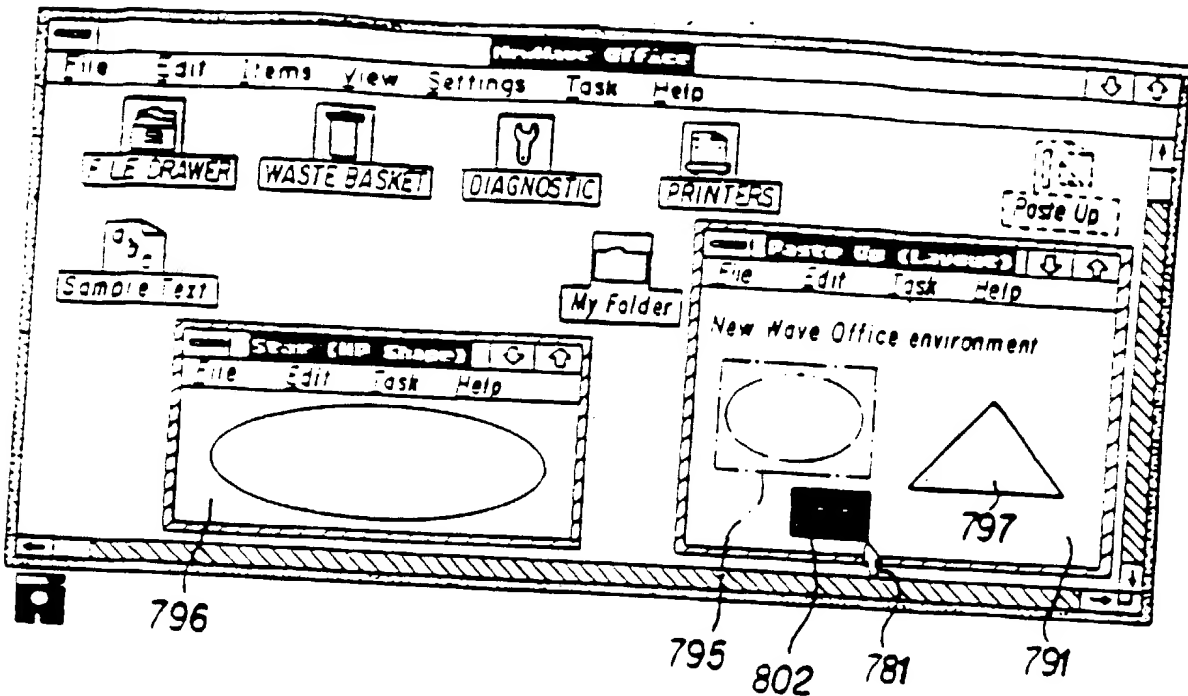 NewWave Office
File Edit Items View Settings Task Help
FILE DRAWER
WASTE BASKET
DIAGNOSTIC
PRINTERS
Paste Up
abc
Sample Text
My Folder
Paste Up (Layout)
File Edit Task Help
New Wave Office environment
Star (HP Shape)
File Edit Task Help
797
796
795
802
781
791